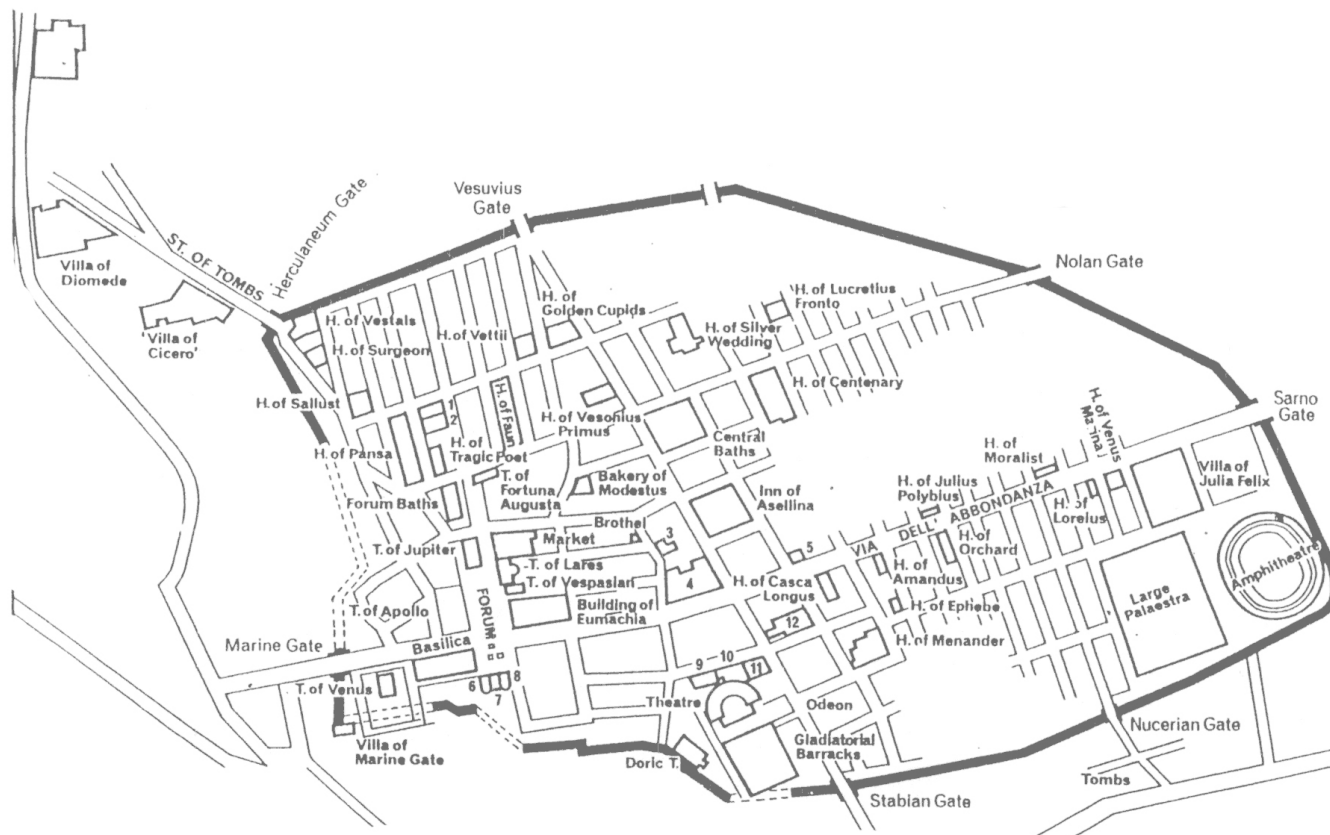 Vesuvius
Gate
Herculaneum Gate
ST. OF TOMBS
Villa of
Diomede
'Villa of
Cicero'
Nolan Gate
H. of Vestals
H. of Surgeon
H. of Vettii
H. of
Golden Cupids
H. of Lucretius
Fronto
H. of Silver
Wedding
H. of Centenary
H. of Sallust
1
2
H. of Faun
H. of Vesonius
Primus
H. of Pansa
H. of
Tragic Poet
Central
Baths
Sarno
Gate
H. of Venus
Marina
H. of
Moralist
Villa of
Julia Felix
T. of
Fortuna
Augusta
Bakery of
Modestus
Forum Baths
Inn of
Asellina
H. of Julius
Polybius
VIA DELL' ABBONDANZA
H. of
Loreius
H. of
Orchard
Brothel
Market
3
4
5
T. of Jupiter
T. of Lares
T. of Vespasian
H. of
Amandus
Amphitheatre
H. of Casca
Longus
T. of Apollo
FORUM
Building of
Eumachia
H. of Ephebe
Large
Palaestra
12
Marine Gate
Basilica
H. of Menander
T. of Venus
6
7
8
9
10
11
Theatre
Odeon
Nucerian Gate
Villa of
Marine Gate
Doric T.
Gladiatorial
Barracks
Tombs
Stabian Gate